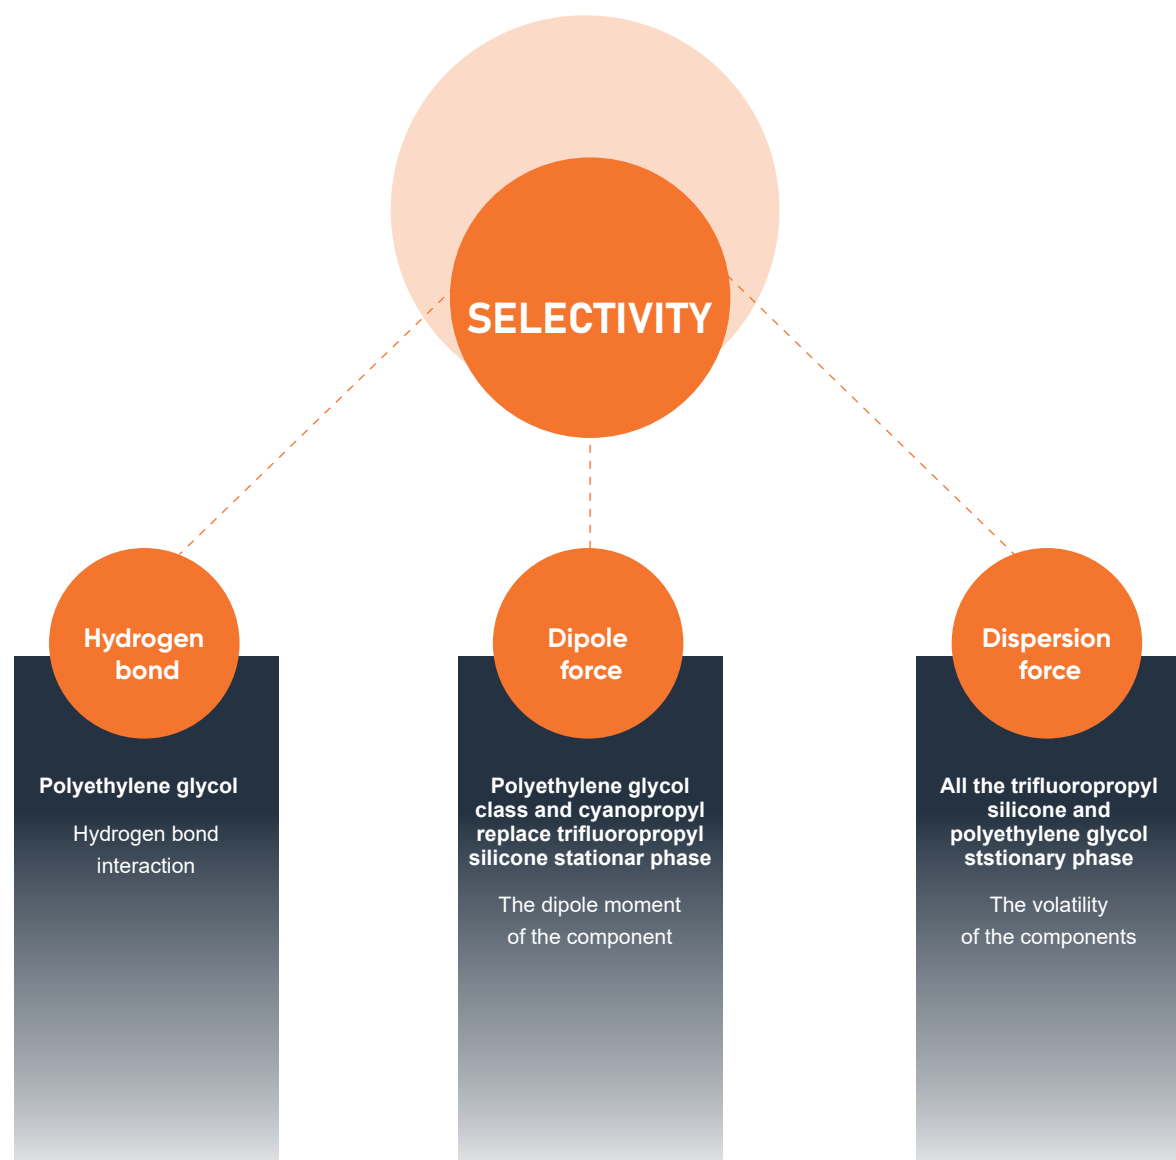 SELECTIVITY
Hydrogen
bond
Polyethylene glycol
Hydrogen bond
interaction
Dipole
force
Polyethylene glycol
class and cyanopropyl
replace trifluoropropyl
silicone stationar phase
The dipole moment
of the component
Dispersion
force
All the trifluoropropyl
silicone and
polyethylene glycol
ststionary phase
The volatility
of the components